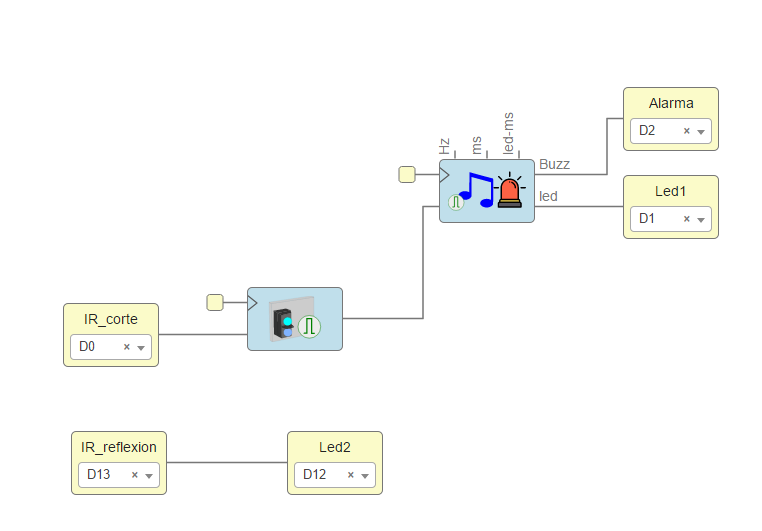 Alarma
D2
Hz
ms
led-ms
Buzz
led
Led1
D1
IR_corte
D0
IR_reflexion
D13
Led2
D12